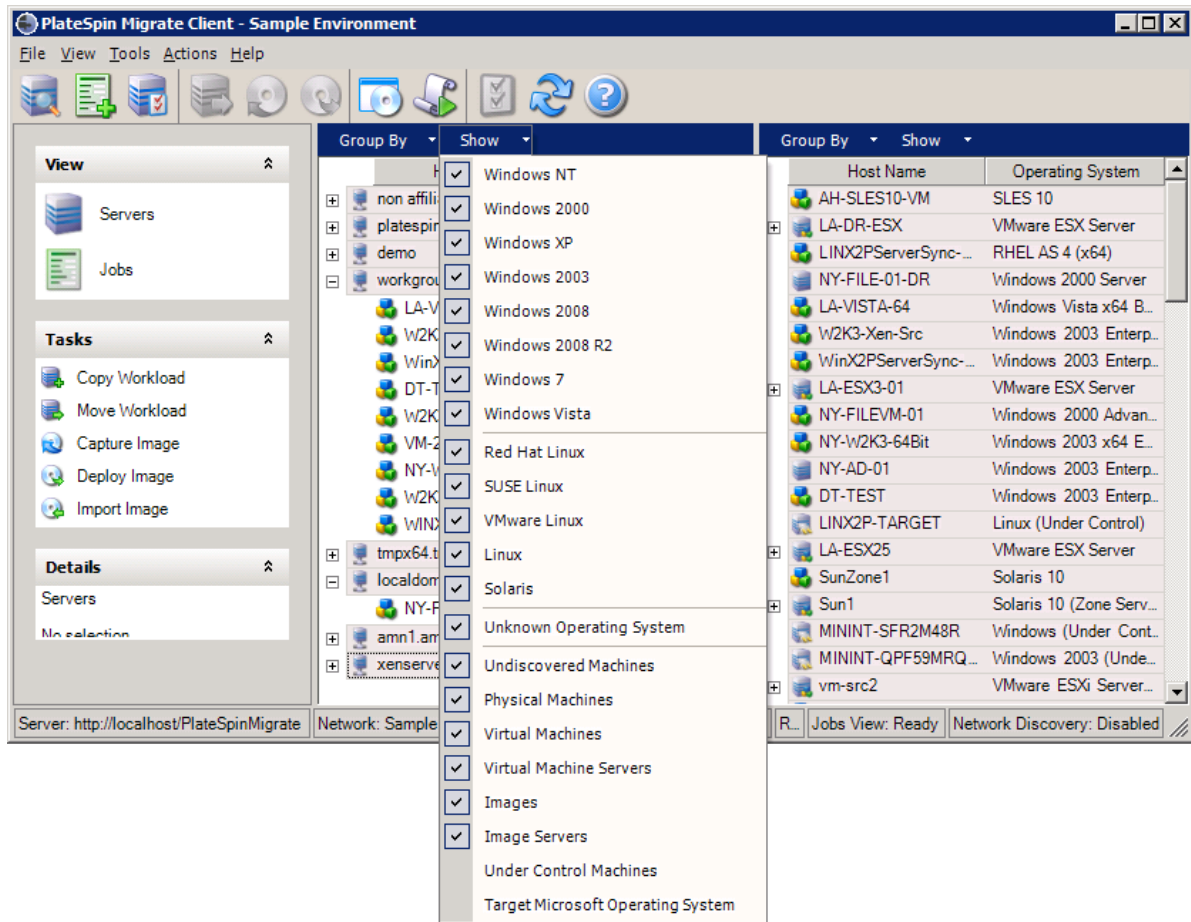 PlateSpin Migrate Client - Sample Environment
File View Tools Actions Help
View
Servers
Jobs
Tasks
Copy Workload
Move Workload
Capture Image
Deploy Image
Import Image
Details
Servers
No selection
Group By Show
non affili
platespin
demo
workgrou
LA-V
W2K
WinX
DT-T
W2K
VM-2
NY-W
W2K
WINX
tmpx64.t
localdom
NY-F
amn1.am
xenserve
Windows NT
Windows 2000
Windows XP
Windows 2003
Windows 2008
Windows 2008 R2
Windows 7
Windows Vista
Red Hat Linux
SUSE Linux
VMware Linux
Linux
Solaris
Unknown Operating System
Undiscovered Machines
Physical Machines
Virtual Machines
Virtual Machine Servers
Images
Image Servers
Under Control Machines
Target Microsoft Operating System
Group By Show
Host Name Operating System
AH-SLES10-VM SLES 10
LA-DR-ESX VMware ESX Server
LINX2PServerSync-... RHEL AS 4 (x64)
NY-FILE-01-DR Windows 2000 Server
LA-VISTA-64 Windows Vista x64 B...
W2K3-Xen-Src Windows 2003 Enterp...
WinX2PServerSync-... Windows 2003 Enterp...
LA-ESX3-01 VMware ESX Server
NY-FILEVM-01 Windows 2000 Advan...
NY-W2K3-64Bit Windows 2003 x64 E...
NY-AD-01 Windows 2003 Enterp...
DT-TEST Windows 2003 Enterp...
LINX2P-TARGET Linux (Under Control)
LA-ESX25 VMware ESX Server
SunZone1 Solaris 10
Sun1 Solaris 10 (Zone Serv...
MININT-SFR2M48R Windows (Under Cont...
MININT-QPF59MRQ... Windows 2003 (Unde...
vm-src2 VMware ESXi Server...
Server: http://localhost/PlateSpinMigrate Network: Sample R... Jobs View: Ready Network Discovery: Disabled